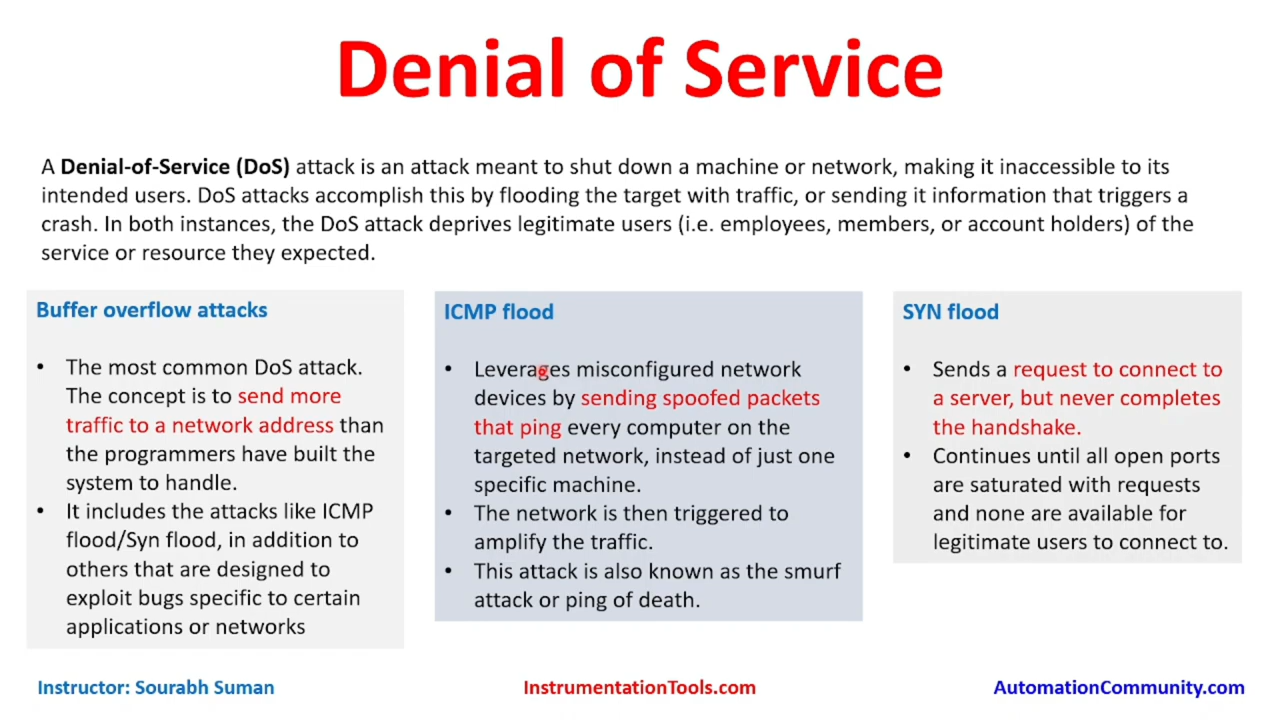 Denial of Service
A Denial-of-Service (DoS) attack is an attack meant to shut down a machine or network, making it inaccessible to its
intended users. DoS attacks accomplish this by flooding the target with traffic, or sending it information that triggers a
crash. In both instances, the DoS attack deprives legitimate users (i.e. employees, members, or account holders) of the
service or resource they expected.
Buffer overflow attacks
• The most common DoS attack.
The concept is to send more
traffic to a network address than
the programmers have built the
system to handle.
• It includes the attacks like ICMP
flood/Syn flood, in addition to
others that are designed to
exploit bugs specific to certain
applications or networks
ICMP flood
• Leverages misconfigured network
devices by sending spoofed packets
that ping every computer on the
targeted network, instead of just one
specific machine.
• The network is then triggered to
amplify the traffic.
• This attack is also known as the smurf
attack or ping of death.
SYN flood
• Sends a request to connect to
a server, but never completes
the handshake.
• Continues until all open ports
are saturated with requests
and none are available for
legitimate users to connect to.
Instructor: Sourabh Suman
InstrumentationTools.com
AutomationCommunity.com